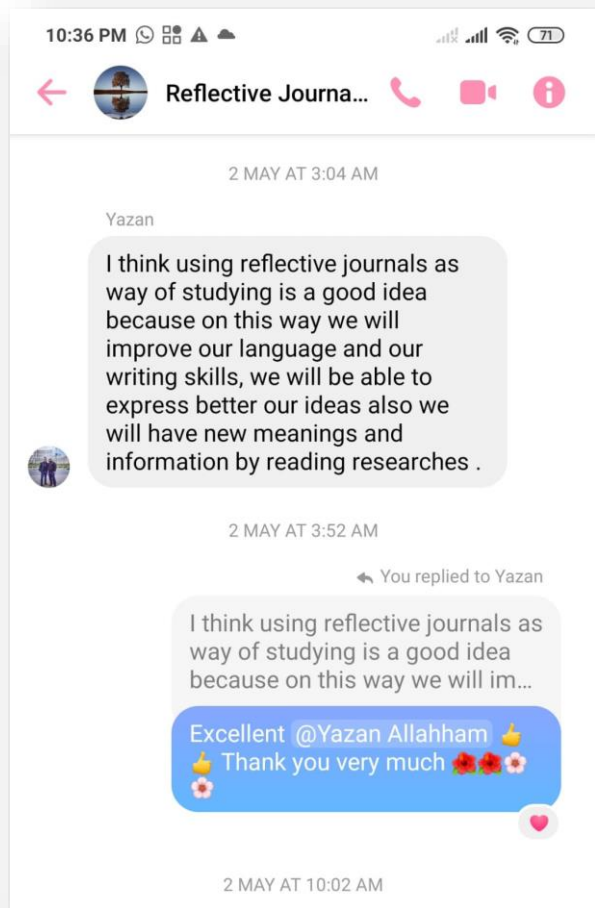 10:36 PM
71
Reflective Journa...
2 MAY AT 3:04 AM
Yazan
I think using reflective journals as
way of studying is a good idea
because on this way we will
improve our language and our
writing skills, we will be able to
express better our ideas also we
will have new meanings and
information by reading researches .
2 MAY AT 3:52 AM
You replied to Yazan
I think using reflective journals as
way of studying is a good idea
because on this way we will im...
Excellent @Yazan Allahham 👍
👍 Thank you very much 🌺🌺🌸
🌸
2 MAY AT 10:02 AM